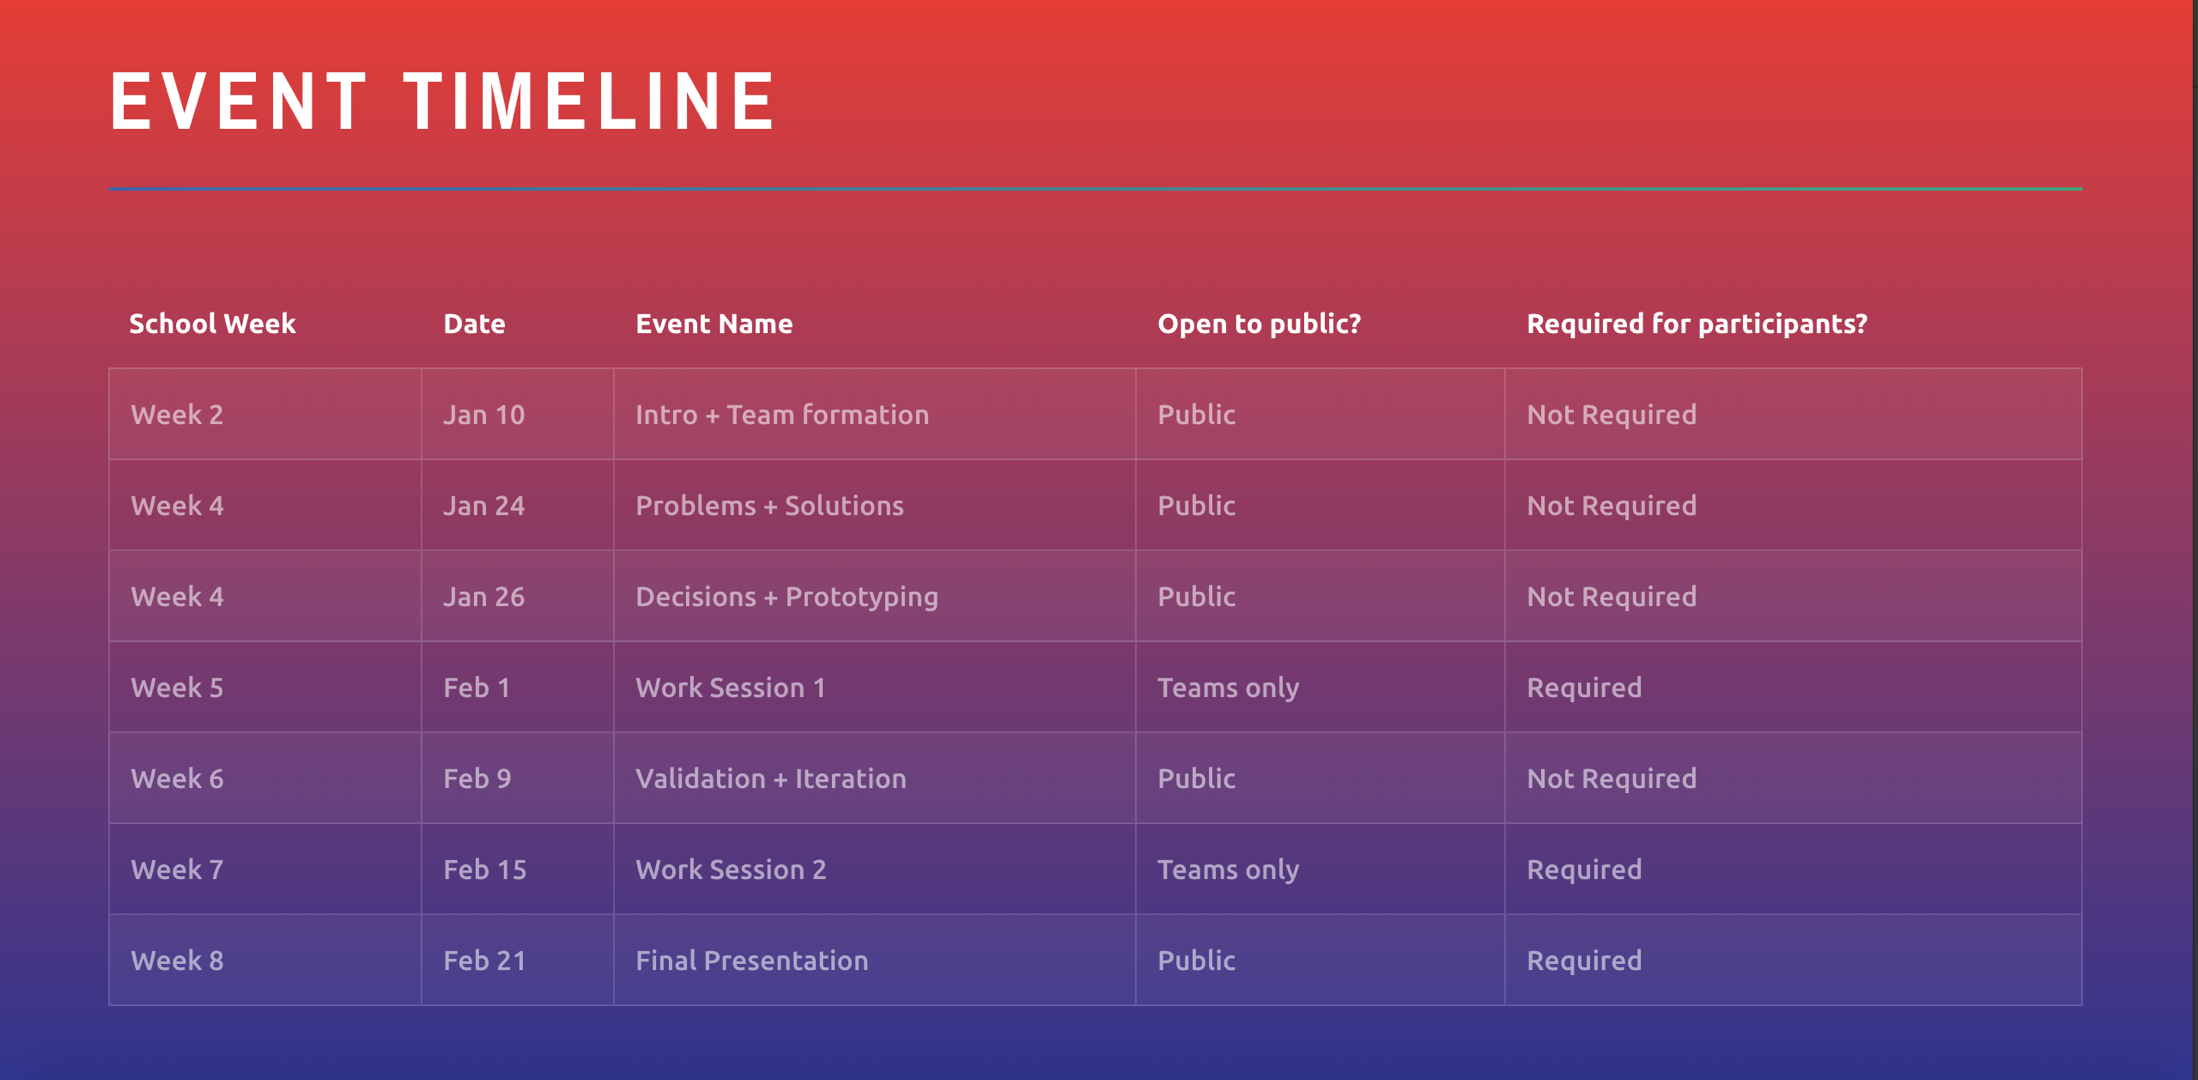 EVENT TIMELINE
School Week Date Event Name Open to public? Required for participants?
Week 2 Jan 10 Intro + Team formation Public Not Required
Week 4 Jan 24 Problems + Solutions Public Not Required
Week 4 Jan 26 Decisions + Prototyping Public Not Required
Week 5 Feb 1 Work Session 1 Teams only Required
Week 6 Feb 9 Validation + Iteration Public Not Required
Week 7 Feb 15 Work Session 2 Teams only Required
Week 8 Feb 21 Final Presentation Public Required